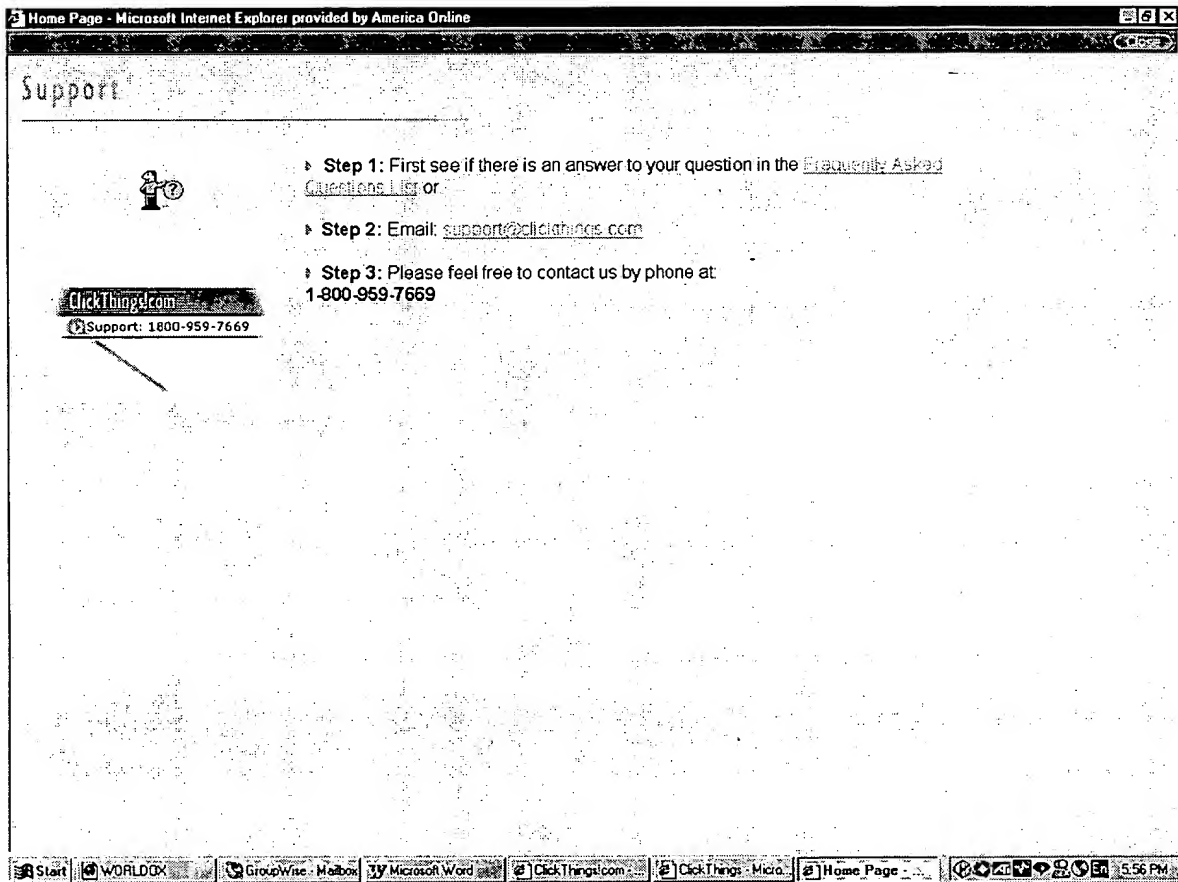 Home Page - Microsoft Internet Explorer provided by America Online
Close
Support
Step 1: First see if there is an answer to your question in the Frequently Asked
Questions List or
Step 2: Email: support@clickthings.com
Step 3: Please feel free to contact us by phone at:
1-800-959-7669
ClickThings!com
Support: 1800-959-7669
Start WORLDOX GroupWise - Mailbox Microsoft Word ClickThings!com ... ClickThings - Micro... Home Page - ... En 5:56 PM